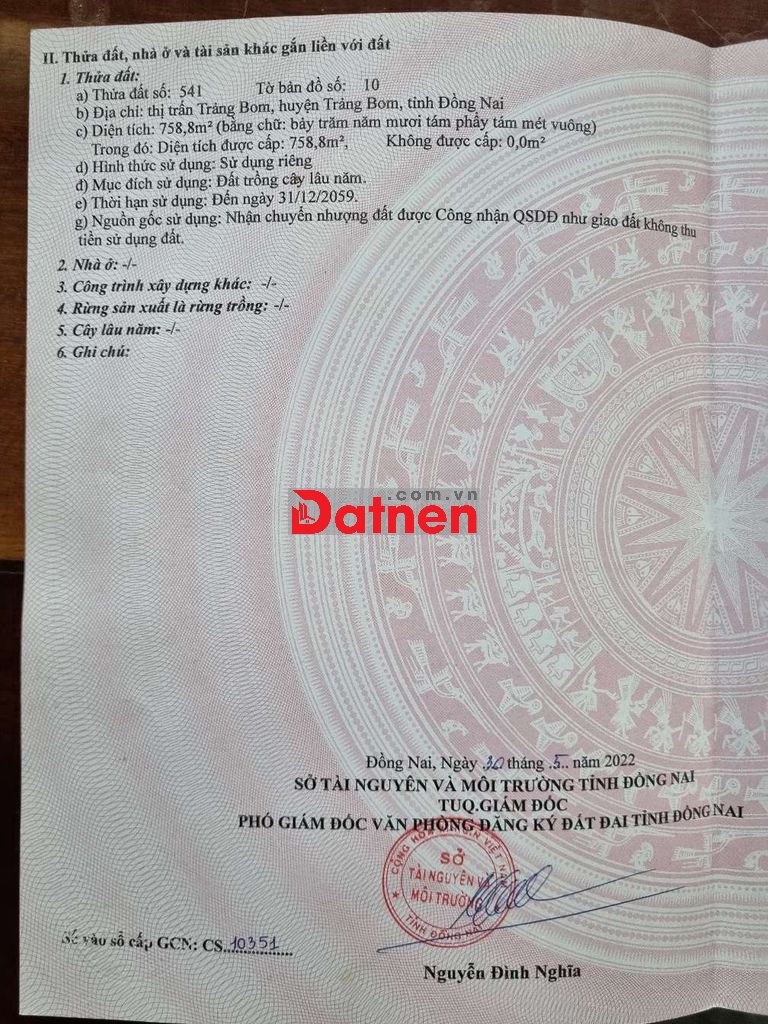 II. Thửa đất, nhà ở và tài sản khác gắn liền với đất
1. Thửa đất:
a) Thửa đất số: 541 Tờ bản đồ số: 10
b) Địa chỉ: thị trấn Trảng Bom, huyện Trảng Bom, tỉnh Đồng Nai
c) Diện tích: 758,8m² (bằng chữ: bảy trăm năm mươi tám phẩy tám mét vuông)
Trong đó: Diện tích được cấp: 758,8m², Không được cấp: 0,0m²
d) Hình thức sử dụng: Sử dụng riêng
đ) Mục đích sử dụng: Đất trồng cây lâu năm.
e) Thời hạn sử dụng: Đến ngày 31/12/2059.
g) Nguồn gốc sử dụng: Nhận chuyển nhượng đất được Công nhận QSDĐ như giao đất không thu
tiền sử dụng đất.
2. Nhà ở: -/-
3. Công trình xây dựng khác: -/-
4. Rừng sản xuất là rừng trồng: -/-
5. Cây lâu năm: -/-
6. Ghi chú:
.com.vn
Datnen
Đồng Nai, Ngày 30 tháng .5.. năm 2022
SỞ TÀI NGUYÊN VÀ MÔI TRƯỜNG TỈNH ĐỒNG NAI
TUQ.GIÁM ĐỐC
PHÓ GIÁM ĐỐC VĂN PHÒNG ĐĂNG KÝ ĐẤT ĐAI TỈNH ĐỒNG NAI
SỞ
TÀI NGUYÊN VÀ
MÔI TRƯỜNG
TỈNH ĐỒNG NAI
vào sổ cấp GCN: CS..10351
Nguyễn Đình Nghĩa